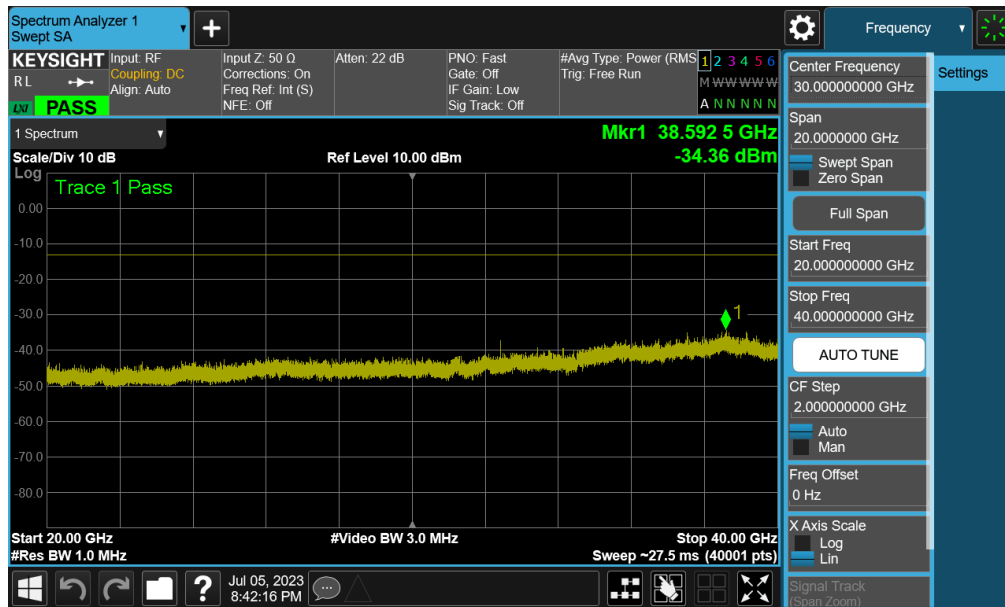 Spectrum Analyzer 1
Swept SA
+
Frequency
KEYSIGHT
R L
LXI PASS
Input: RF
Coupling: DC
Align: Auto
Input Z: 50 Ω
Corrections: On
Freq Ref: Int (S)
NFE: Off
Atten: 22 dB
PNO: Fast
Gate: Off
IF Gain: Low
Sig Track: Off
#Avg Type: Power (RMS
Trig: Free Run
1 2 3 4 5 6
M W W W W W
A N N N N N
1 Spectrum
Scale/Div 10 dB
Ref Level 10.00 dBm
Mkr1 38.592 5 GHz
-34.36 dBm
Log
Trace 1 Pass
0.00
-10.0
-20.0
-30.0
-40.0
-50.0
-60.0
-70.0
-80.0
1
Start 20.00 GHz
#Video BW 3.0 MHz
Stop 40.00 GHz
#Res BW 1.0 MHz
Sweep ~27.5 ms (40001 pts)
Center Frequency
30.000000000 GHz
Span
20.0000000 GHz
Swept Span
Zero Span
Full Span
Start Freq
20.000000000 GHz
Stop Freq
40.000000000 GHz
AUTO TUNE
CF Step
2.000000000 GHz
Auto
Man
Freq Offset
0 Hz
X Axis Scale
Log
Lin
Signal Track
(Span Zoom)
Settings
?
Jul 05, 2023
8:42:16 PM